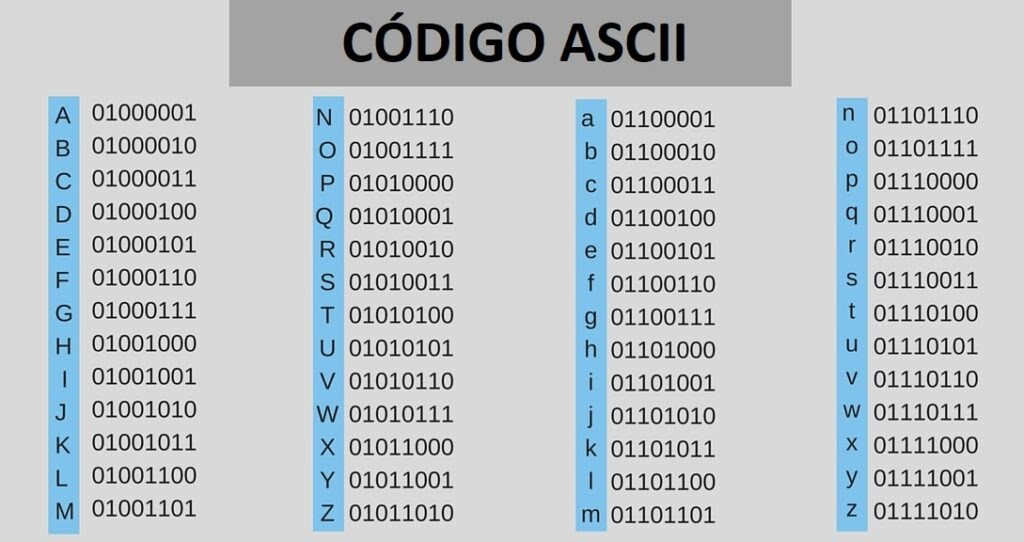 CÓDIGO ASCII
A 01000001
B 01000010
C 01000011
D 01000100
E 01000101
F 01000110
G 01000111
H 01001000
I 01001001
J 01001010
K 01001011
L 01001100
M 01001101
N 01001110
O 01001111
P 01010000
Q 01010001
R 01010010
S 01010011
T 01010100
U 01010101
V 01010110
W 01010111
X 01011000
Y 01011001
Z 01011010
a 01100001
b 01100010
c 01100011
d 01100100
e 01100101
f 01100110
g 01100111
h 01101000
i 01101001
j 01101010
k 01101011
l 01101100
m 01101101
n 01101110
o 01101111
p 01110000
q 01110001
r 01110010
s 01110011
t 01110100
u 01110101
v 01110110
w 01110111
x 01111000
y 01111001
z 01111010